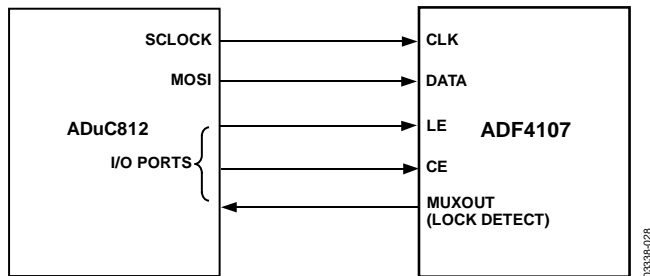 SCLOCK
CLK
MOSI
DATA
ADuC812
LE
ADF4107
I/O PORTS
CE
MUXOUT
(LOCK DETECT)
03338-028